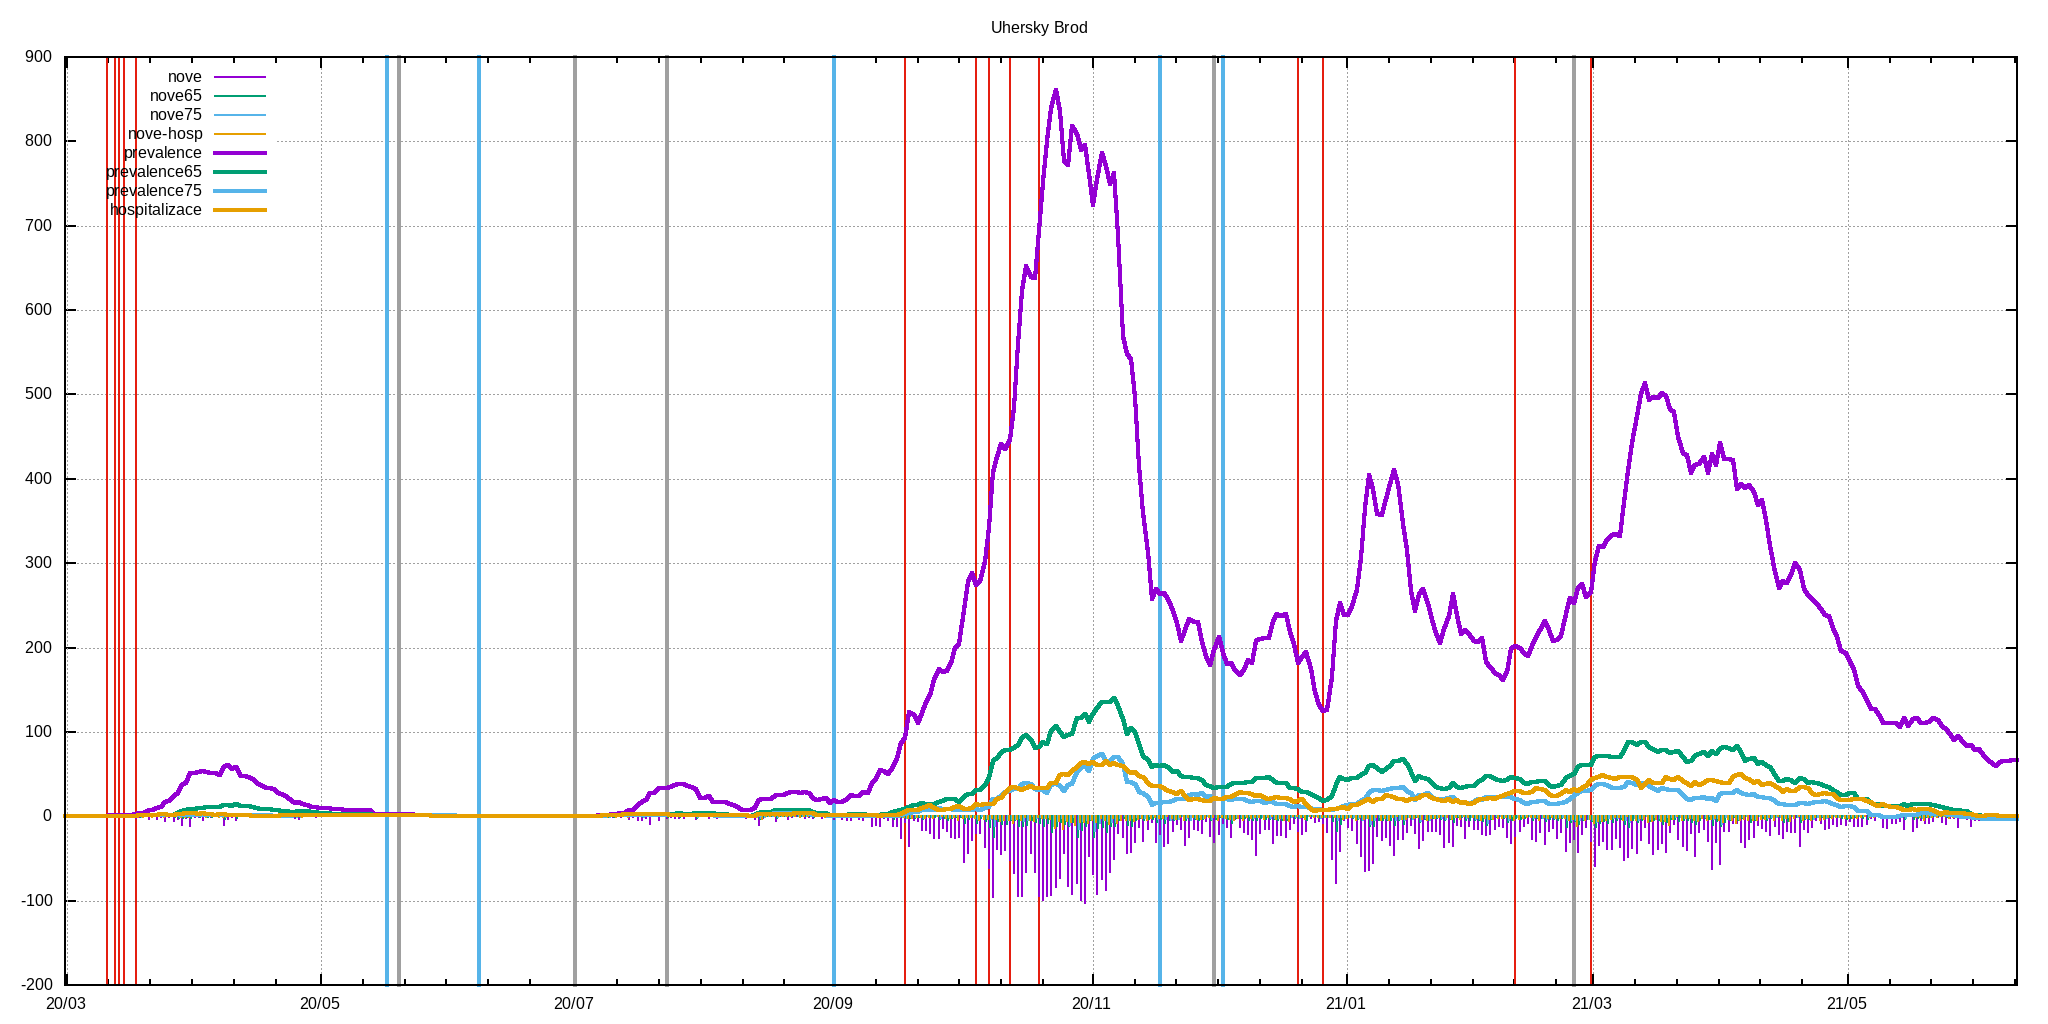 Uhersky Brod
900
800
700
600
500
400
300
200
100
0
-100
-200
nove
nove65
nove75
nove-hosp
prevalence
prevalence65
prevalence75
hospitalizace
20/03 20/05 20/07 20/09 20/11 21/01 21/03 21/05